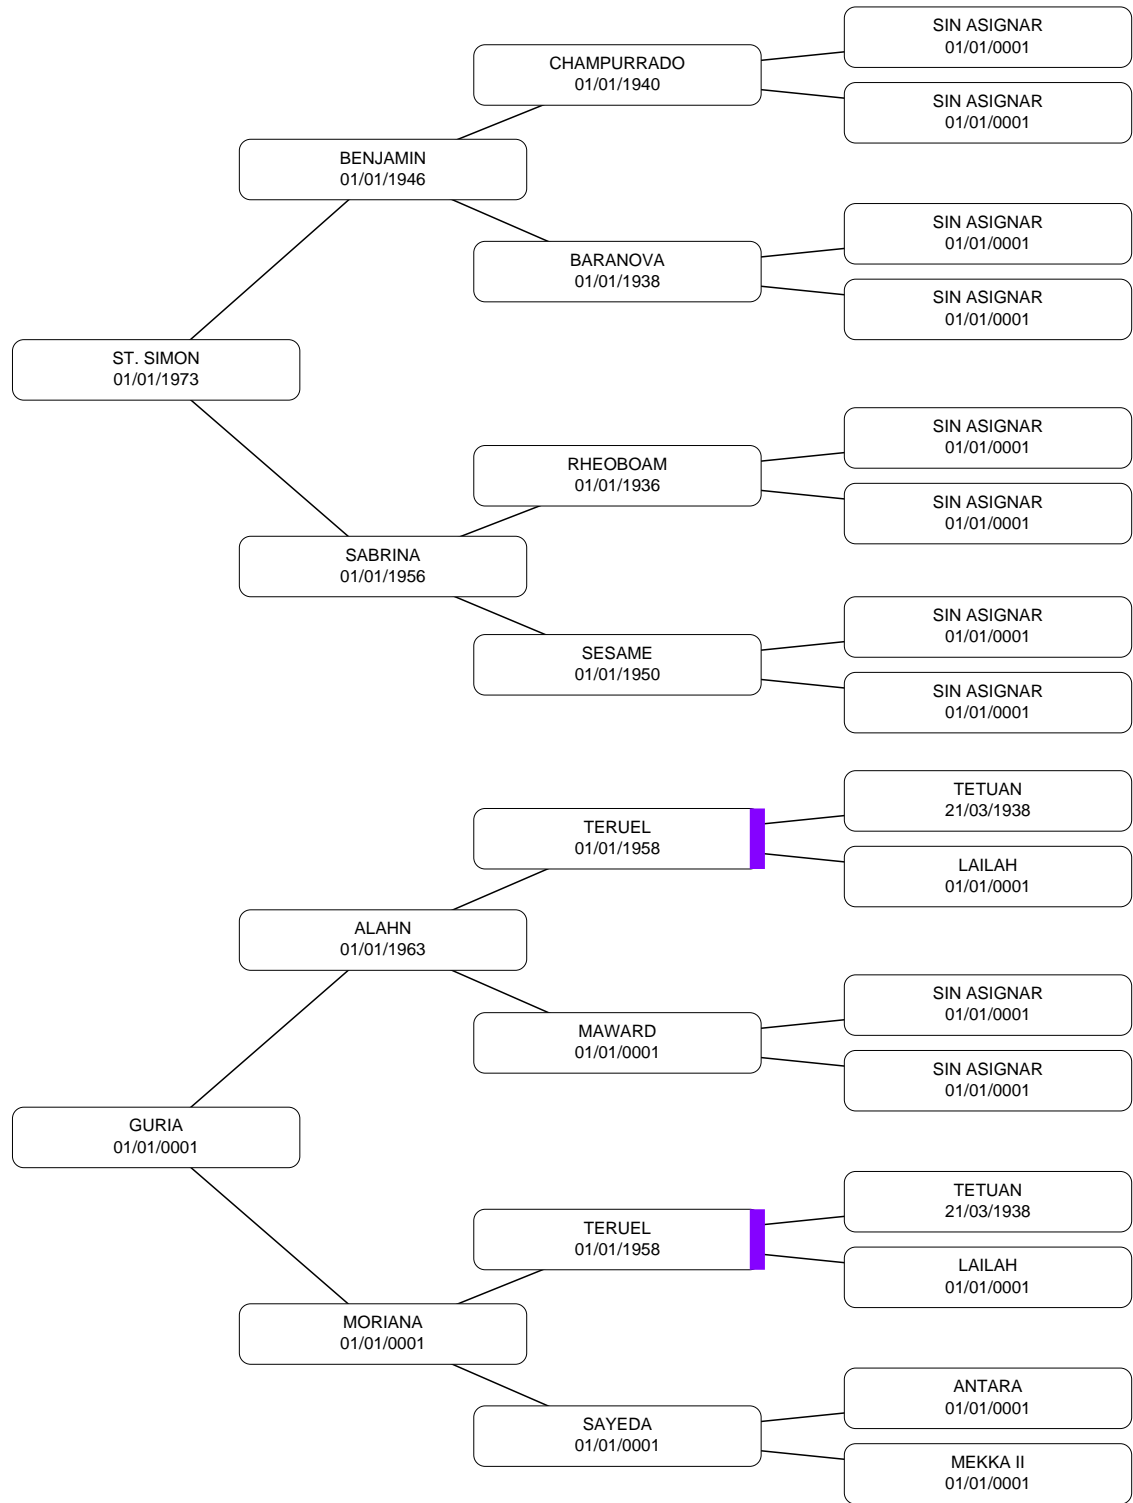 SIN ASIGNAR
01/01/0001
CHAMPURRADO
01/01/1940
SIN ASIGNAR
01/01/0001
BENJAMIN
01/01/1946
SIN ASIGNAR
01/01/0001
BARANOVA
01/01/1938
SIN ASIGNAR
01/01/0001
ST. SIMON
01/01/1973
SIN ASIGNAR
01/01/0001
RHEOBOAM
01/01/1936
SIN ASIGNAR
01/01/0001
SABRINA
01/01/1956
SIN ASIGNAR
01/01/0001
SESAME
01/01/1950
SIN ASIGNAR
01/01/0001
TETUAN
21/03/1938
TERUEL
01/01/1958
LAILAH
01/01/0001
ALAHN
01/01/1963
SIN ASIGNAR
01/01/0001
MAWARD
01/01/0001
SIN ASIGNAR
01/01/0001
GURIA
01/01/0001
TETUAN
21/03/1938
TERUEL
01/01/1958
LAILAH
01/01/0001
MORIANA
01/01/0001
ANTARA
01/01/0001
SAYEDA
01/01/0001
MEKKA II
01/01/0001